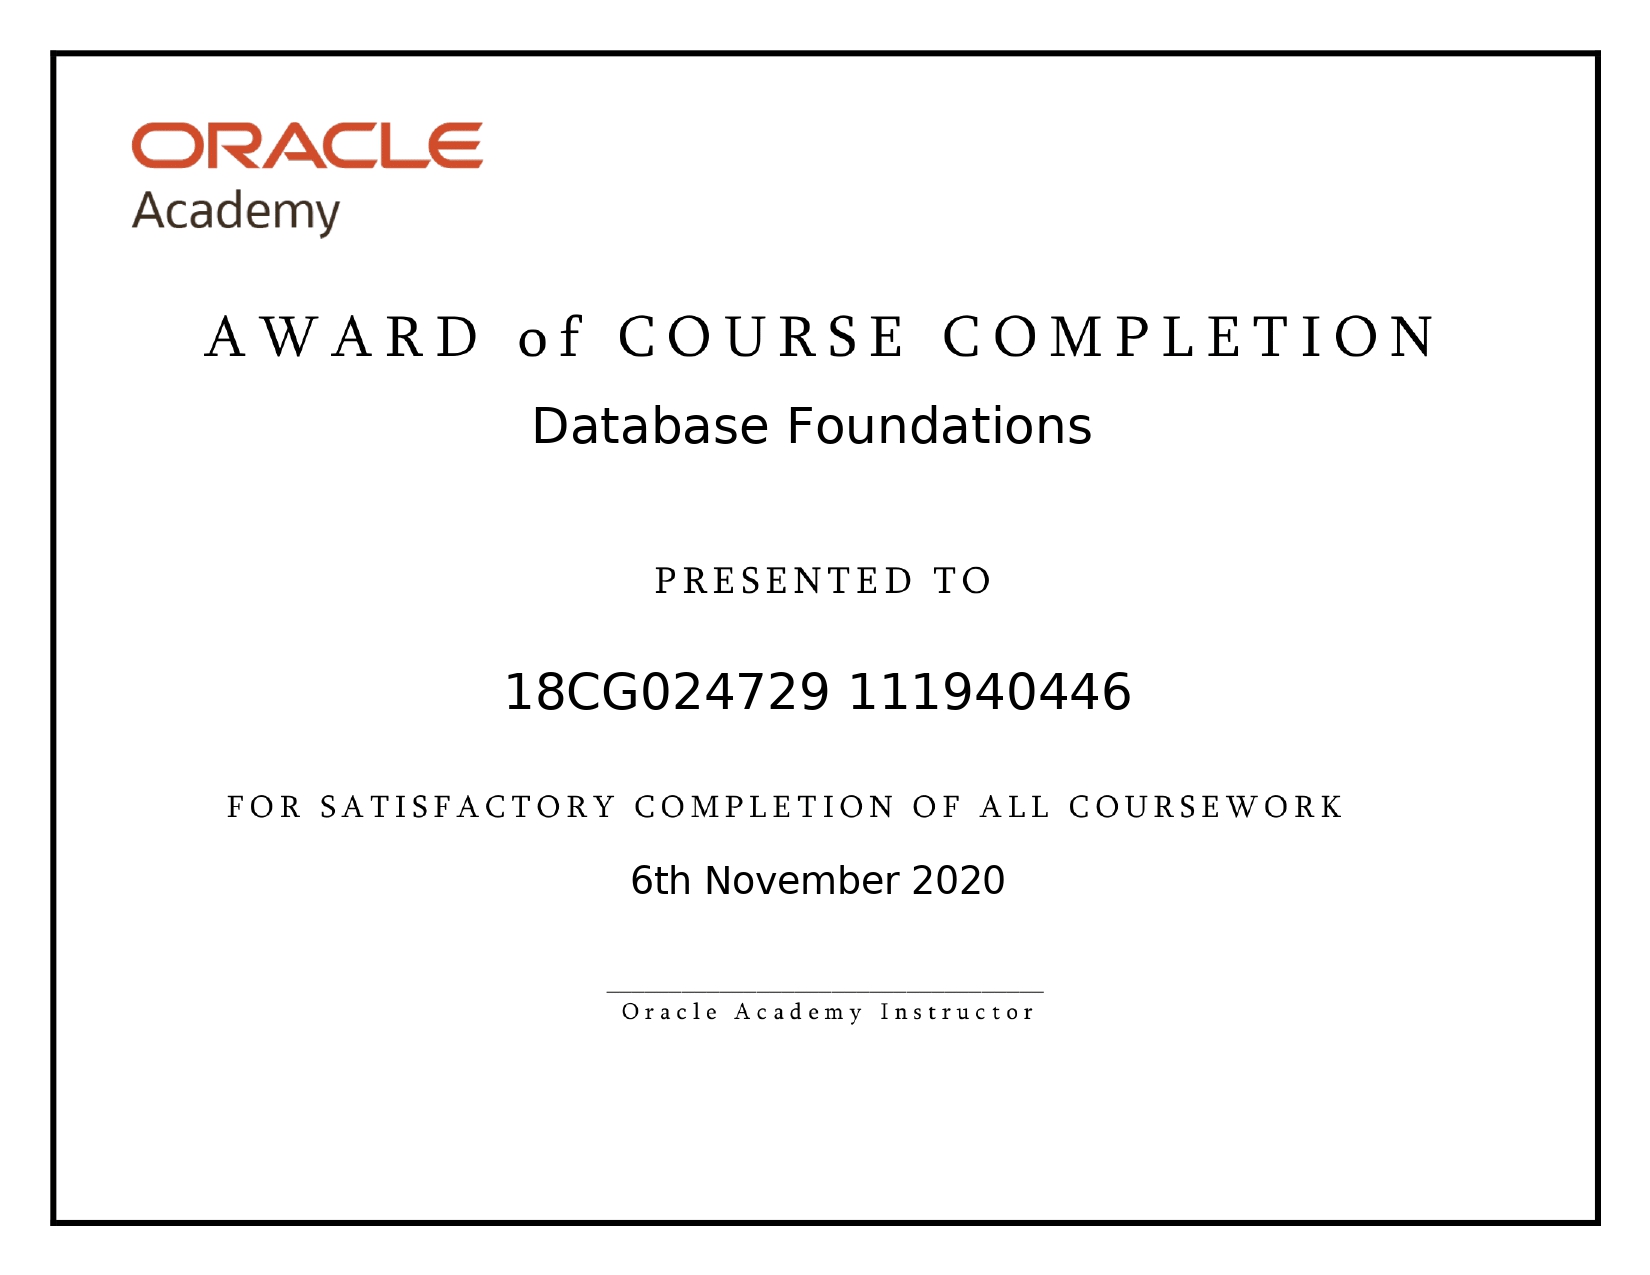 ORACLE
Academy
AWARD of COURSE COMPLETION
Database Foundations
PRESENTED TO
18CG024729 111940446
FOR SATISFACTORY COMPLETION OF ALL COURSEWORK
6th November 2020
Oracle Academy Instructor